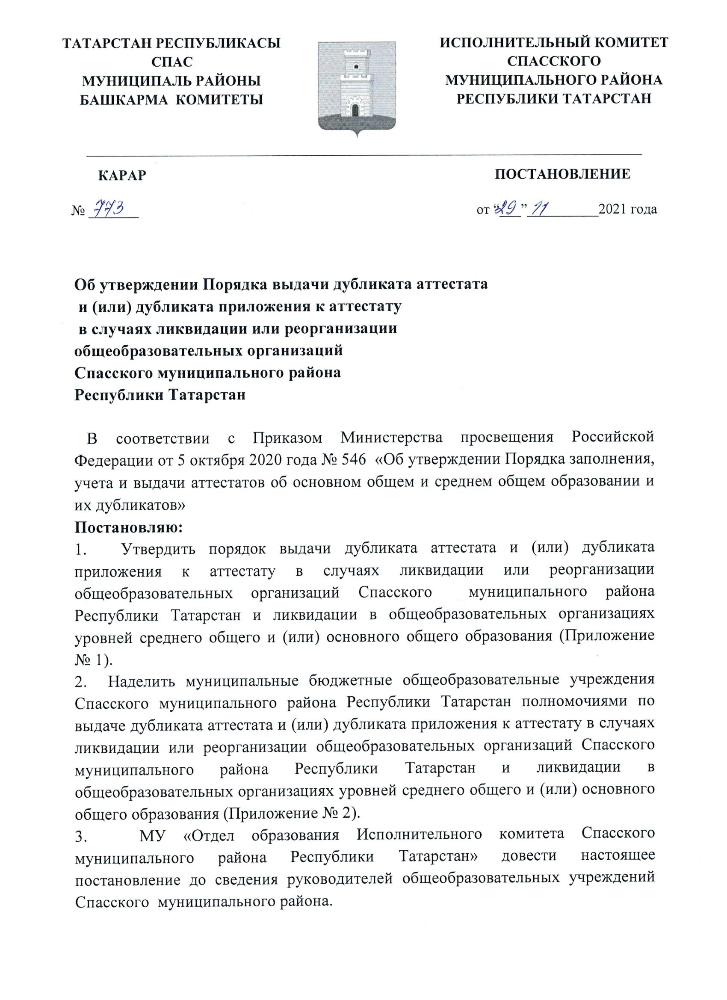 ТАТАРСТАН РЕСПУБЛИКАСЫ
СПАС
МУНИЦИПАЛЬ РАЙОНЫ
БАШКАРМА  КОМИТЕТЫ
ИСПОЛНИТЕЛЬНЫЙ КОМИТЕТ
СПАССКОГО
МУНИЦИПАЛЬНОГО РАЙОНА
РЕСПУБЛИКИ ТАТАРСТАН
КАРАР
ПОСТАНОВЛЕНИЕ
№ 773
от “29” 11 2021 года
Об утверждении Порядка выдачи дубликата аттестата
и (или) дубликата приложения к аттестату
в случаях ликвидации или реорганизации
общеобразовательных организаций
Спасского муниципального района
Республики Татарстан
В соответствии с Приказом Министерства просвещения Российской
Федерации от 5 октября 2020 года № 546  «Об утверждении Порядка заполнения,
учета и выдачи аттестатов об основном общем и среднем общем образовании и
их дубликатов»
Постановляю:
1. Утвердить порядок выдачи дубликата аттестата и (или) дубликата
приложения к аттестату в случаях ликвидации или реорганизации
общеобразовательных организаций Спасского муниципального района
Республики Татарстан и ликвидации в общеобразовательных организациях
уровней среднего общего и (или) основного общего образования (Приложение
№ 1).
2. Наделить муниципальные бюджетные общеобразовательные учреждения
Спасского муниципального района Республики Татарстан полномочиями по
выдаче дубликата аттестата и (или) дубликата приложения к аттестату в случаях
ликвидации или реорганизации общеобразовательных организаций Спасского
муниципального района Республики Татарстан и ликвидации в
общеобразовательных организациях уровней среднего общего и (или) основного
общего образования (Приложение № 2).
3. МУ «Отдел образования Исполнительного комитета Спасского
муниципального района Республики Татарстан» довести настоящее
постановление до сведения руководителей общеобразовательных учреждений
Спасского  муниципального района.